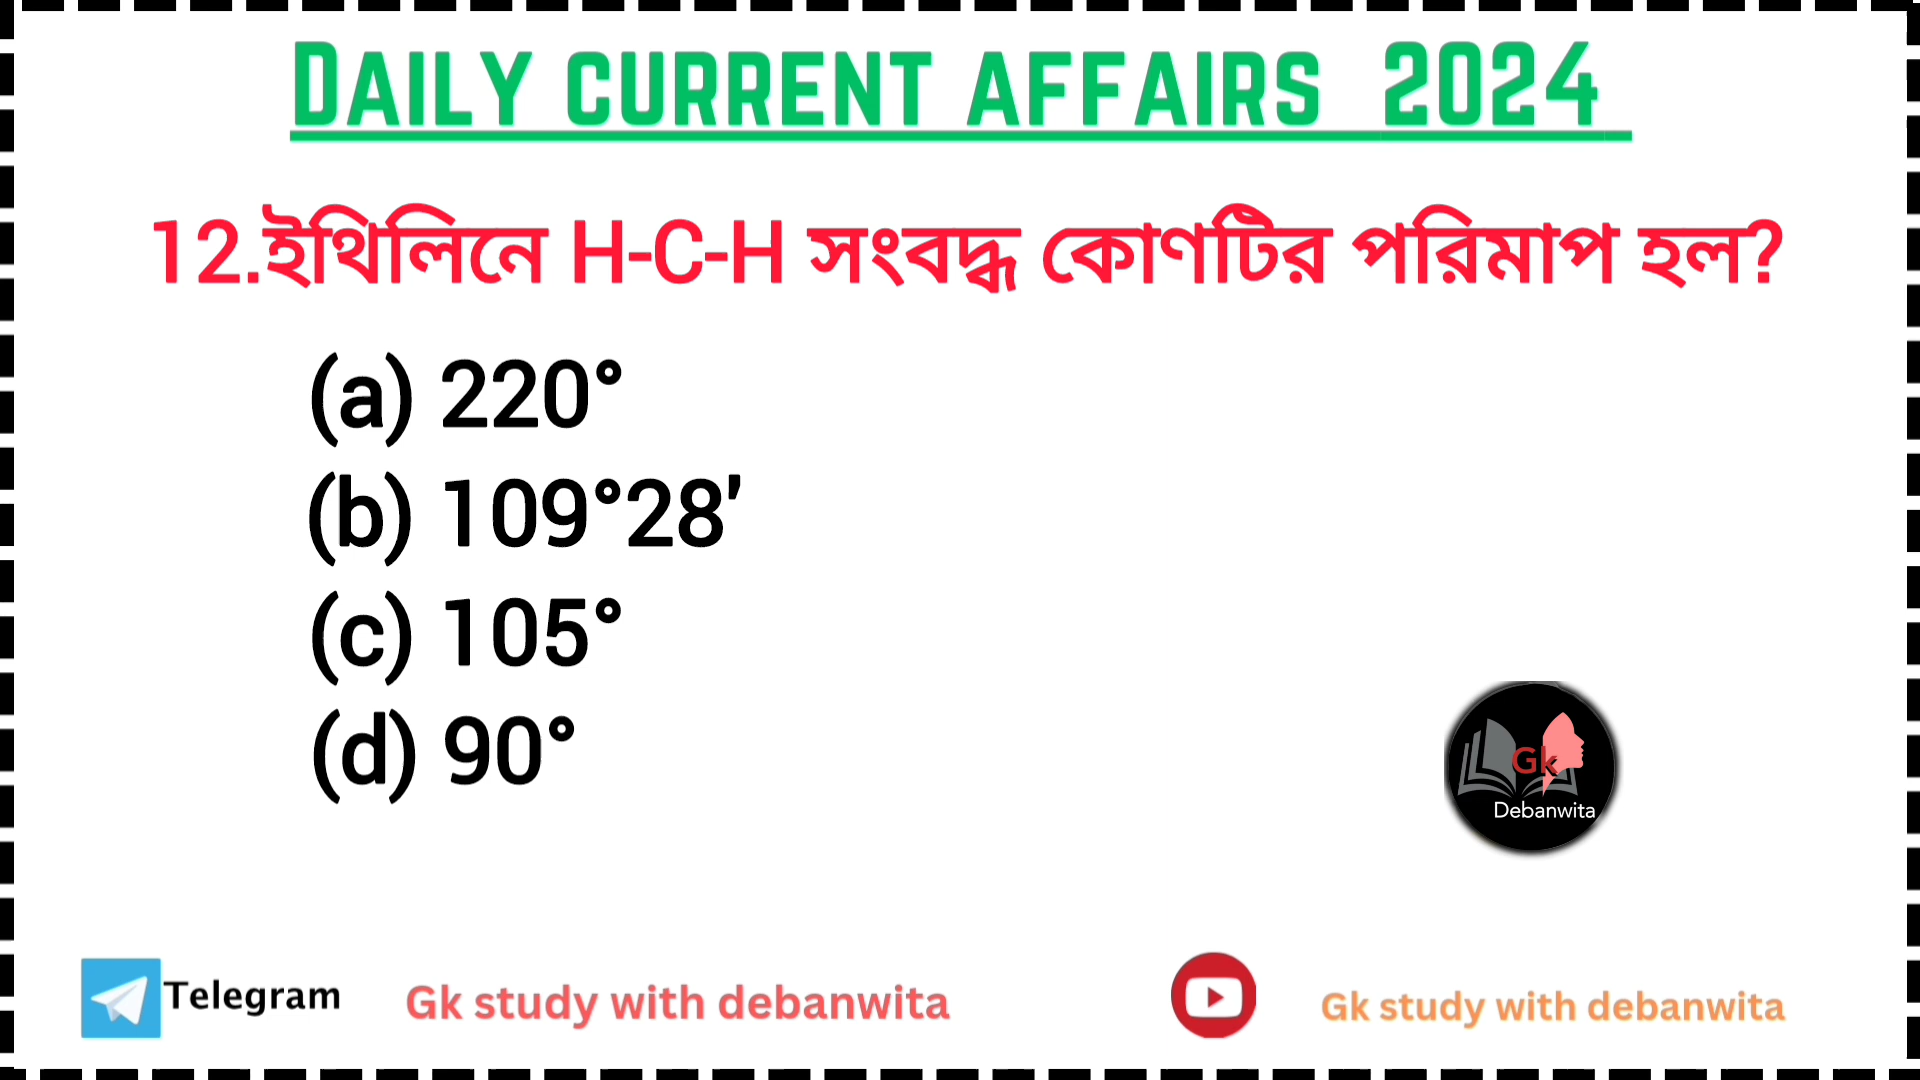 DAILY CURRENT AFFAIRS 2024
12.ইথিলিনে H-C-H সংবদ্ধ কোণটির পরিমাপ হল?
(a) 220°
(b) 109°28'
(c) 105°
(d) 90°
Gk
Debanwita
Telegram
Gk study with debanwita
Gk study with debanwita